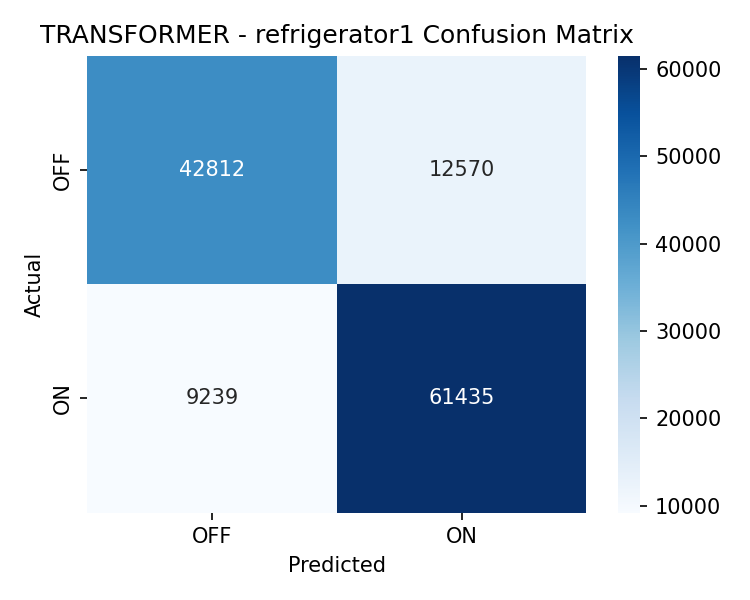 TRANSFORMER - refrigerator1 Confusion Matrix
60000
50000
40000
30000
20000
10000
Actual
OFF
42812
12570
ON
9239
61435
OFF
ON
Predicted